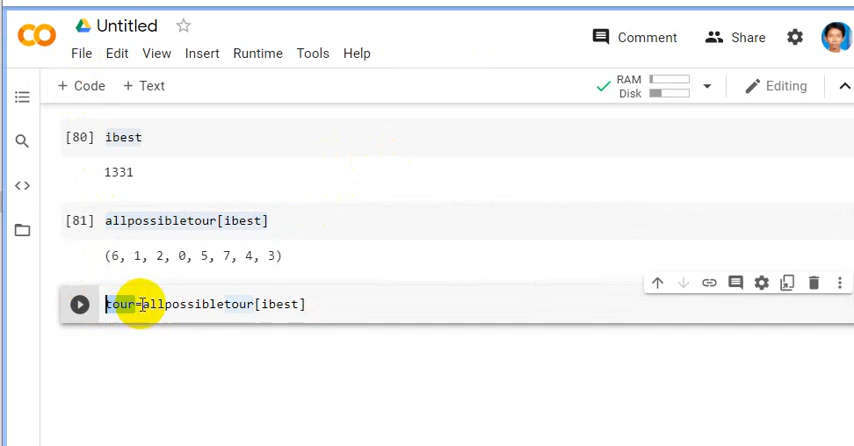 Untitled
File Edit View Insert Runtime Tools Help
Comment Share
+ Code + Text
RAM
Disk
Editing
[80] ibest
1331
[81] allpossibletour[ibest]
(6, 1, 2, 0, 5, 7, 4, 3)
tour=allpossibletour[ibest]